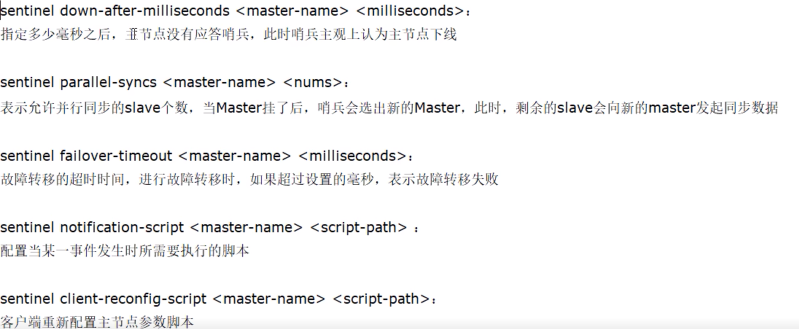 sentinel down-after-milliseconds <master-name> <milliseconds>：
指定多少毫秒之后，主节点没有应答哨兵，此时哨兵主观上认为主节点下线
sentinel parallel-syncs <master-name> <nums>：
表示允许并行同步的slave个数，当Master挂了后，哨兵会选出新的Master，此时，剩余的slave会向新的master发起同步数据
sentinel failover-timeout <master-name> <milliseconds>：
故障转移的超时时间，进行故障转移时，如果超过设置的毫秒，表示故障转移失败
sentinel notification-script <master-name> <script-path> ：
配置当某一事件发生时所需要执行的脚本
sentinel client-reconfig-script <master-name> <script-path>：
客户端重新配置主节点参数脚本